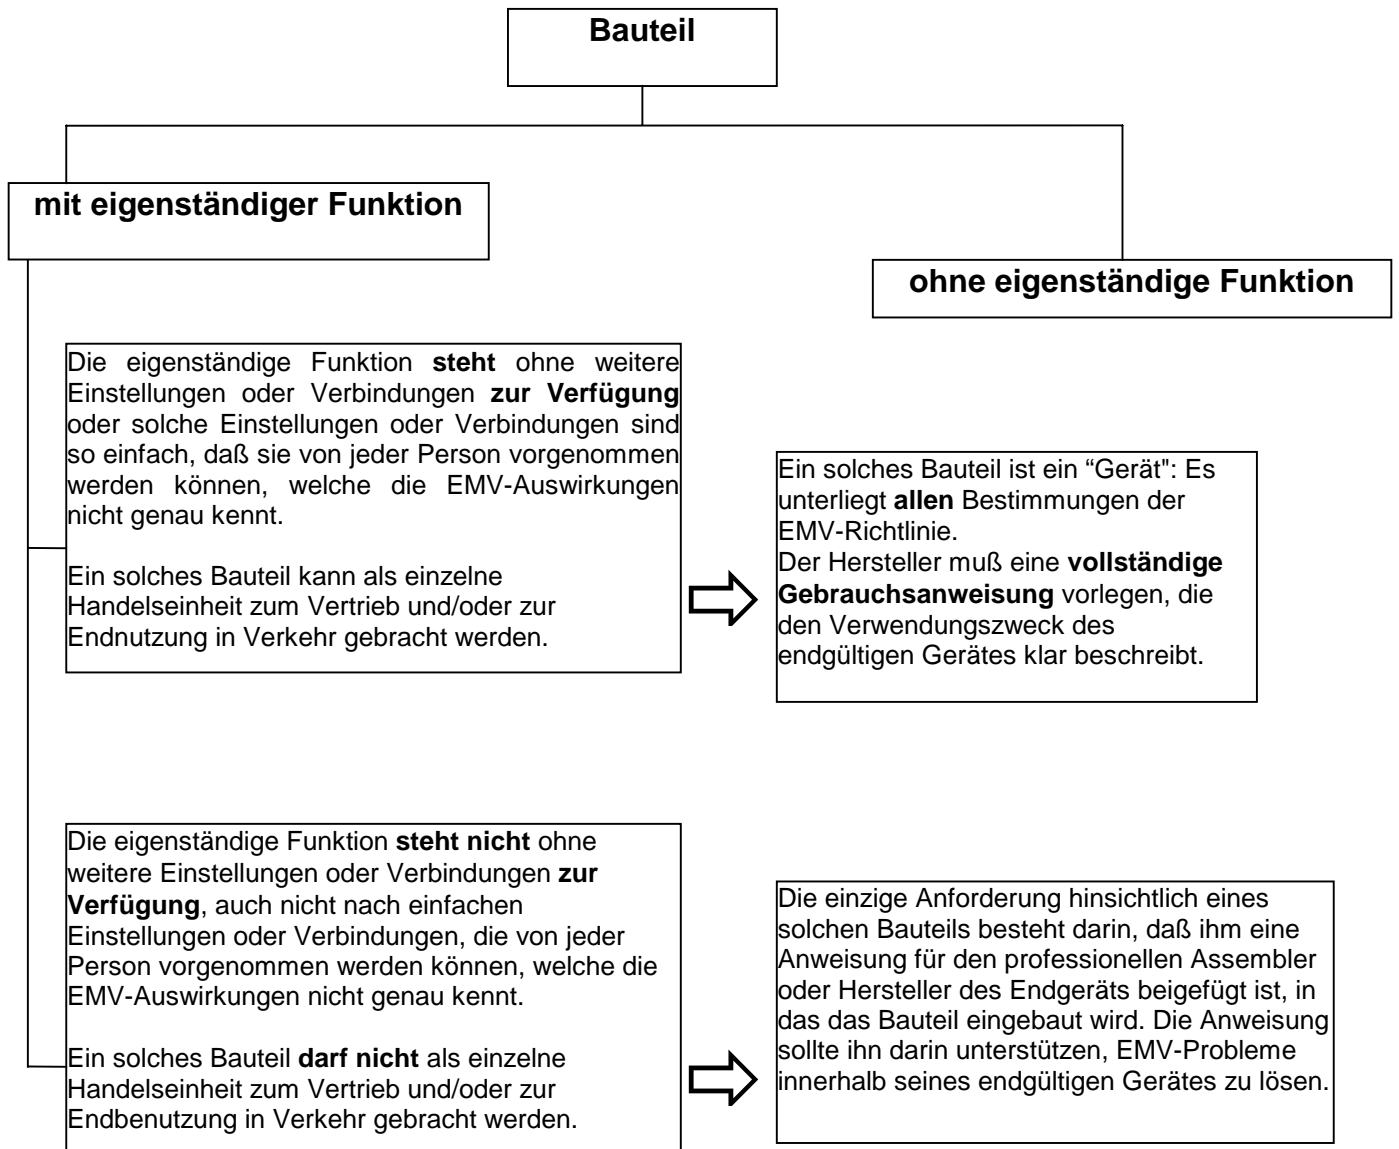 Bauteil
mit eigenständiger Funktion
ohne eigenständige Funktion
Die eigenständige Funktion steht ohne weitere
Einstellungen oder Verbindungen zur Verfügung
oder solche Einstellungen oder Verbindungen sind
so einfach, daß sie von jeder Person vorgenommen
werden können, welche die EMV-Auswirkungen
nicht genau kennt.
Ein solches Bauteil kann als einzelne
Handelseinheit zum Vertrieb und/oder zur
Endnutzung in Verkehr gebracht werden.
Ein solches Bauteil ist ein “Gerät": Es
unterliegt allen Bestimmungen der
EMV-Richtlinie.
Der Hersteller muß eine vollständige
Gebrauchsanweisung vorlegen, die
den Verwendungszweck des
endgültigen Gerätes klar beschreibt.
Die eigenständige Funktion steht nicht ohne
weitere Einstellungen oder Verbindungen zur
Verfügung, auch nicht nach einfachen
Einstellungen oder Verbindungen, die von jeder
Person vorgenommen werden können, welche die
EMV-Auswirkungen nicht genau kennt.
Ein solches Bauteil darf nicht als einzelne
Handelseinheit zum Vertrieb und/oder zur
Endbenutzung in Verkehr gebracht werden.
Die einzige Anforderung hinsichtlich eines
solchen Bauteils besteht darin, daß ihm eine
Anweisung für den professionellen Assembler
oder Hersteller des Endgeräts beigefügt ist, in
das das Bauteil eingebaut wird. Die Anweisung
sollte ihn darin unterstützen, EMV-Probleme
innerhalb seines endgültigen Gerätes zu lösen.